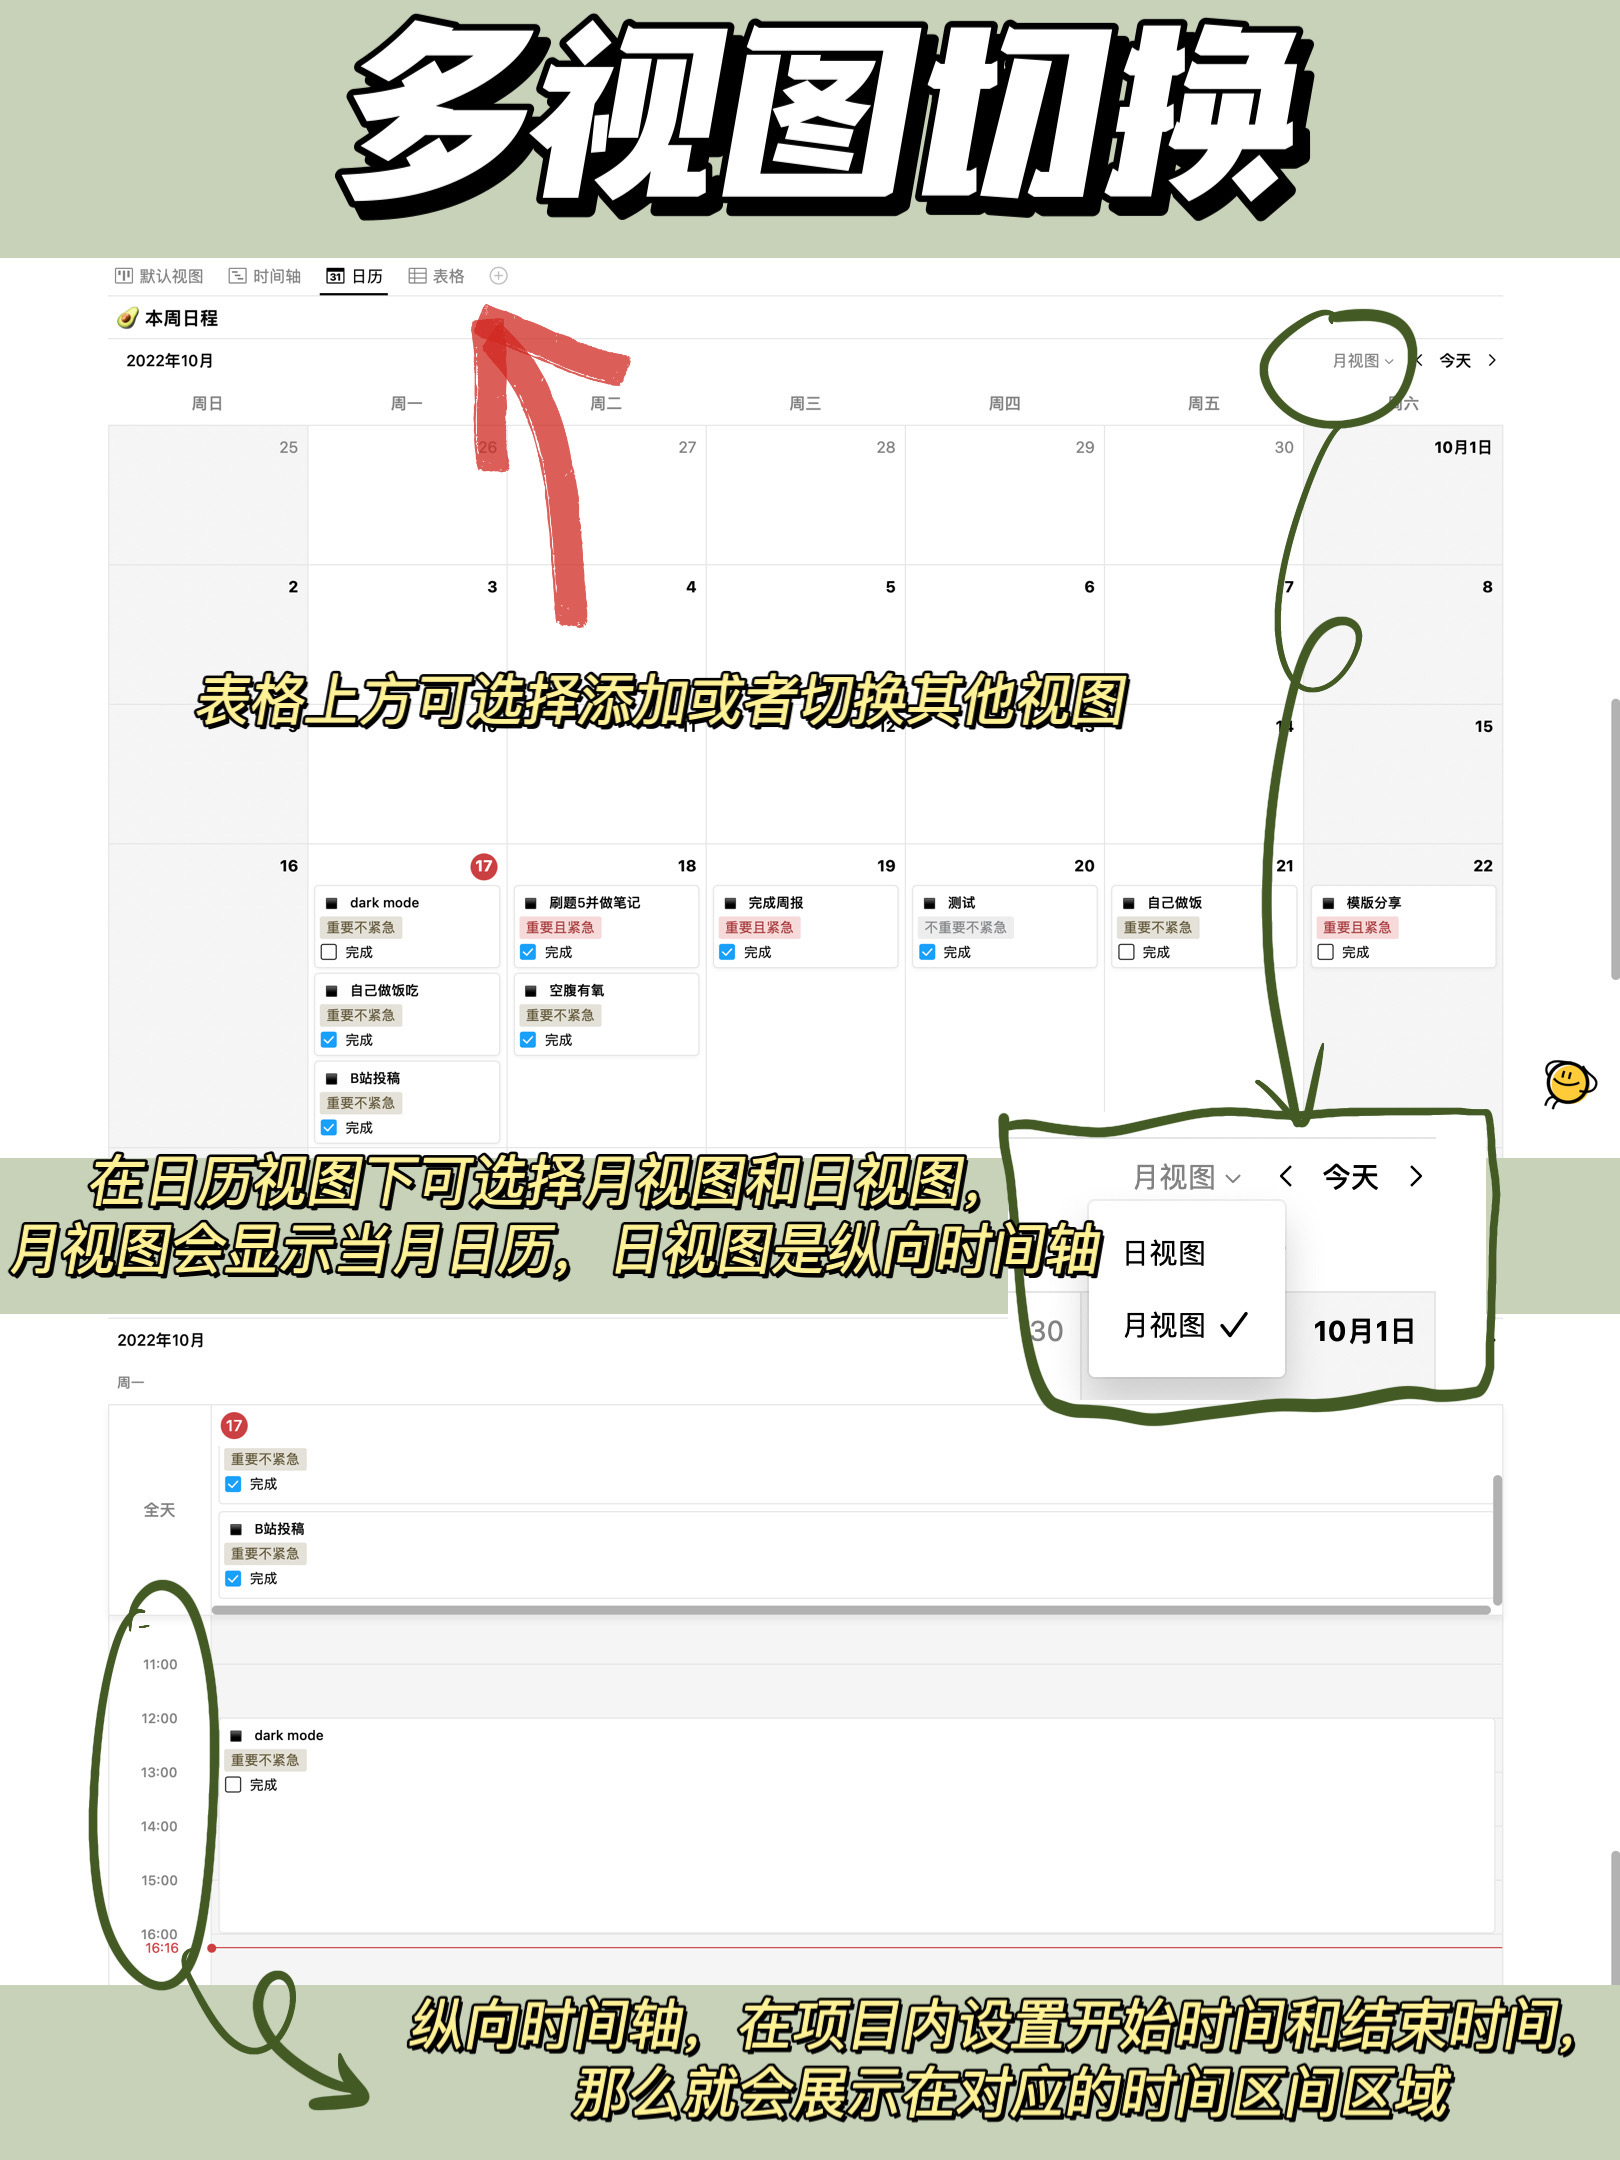 多视图切换
默认视图 时间轴 31 日历 表格
本周日程
2022年10月 月视图 今天
周日 周一 周二 周三 周四 周五 周六
25 26 27 28 29 30 10月1日
2 3 4 5 6 7 8
表格上方可选择添加或者切换其他视图
9 10 11 12 13 14 15
16 17 18 19 20 21 22
dark mode 刷题5并做笔记 完成周报 测试 自己做饭 模版分享
重要不紧急 重要且紧急 重要且紧急 不重要不紧急 重要不紧急 重要且紧急
完成 完成 完成 完成 完成 完成
自己做饭吃 空腹有氧
重要不紧急 重要不紧急
完成 完成
B站投稿
重要不紧急
完成
在日历视图下可选择月视图和日视图，
月视图会显示当月日历，日视图是纵向时间轴
月视图 今天
日视图
月视图
30 10月1日
2022年10月
周一
17
重要不紧急
完成
全天
B站投稿
重要不紧急
完成
11:00
12:00
dark mode
重要不紧急
13:00
完成
14:00
15:00
16:00
16:16
纵向时间轴，在项目内设置开始时间和结束时间，
那么就会展示在对应的时间区间区域